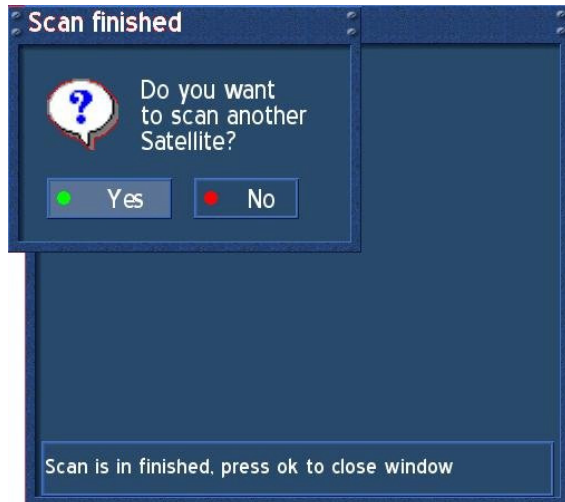 Scan finished
Do you want
to scan another
Satellite?
Yes
No
Scan is in finished, press ok to close window